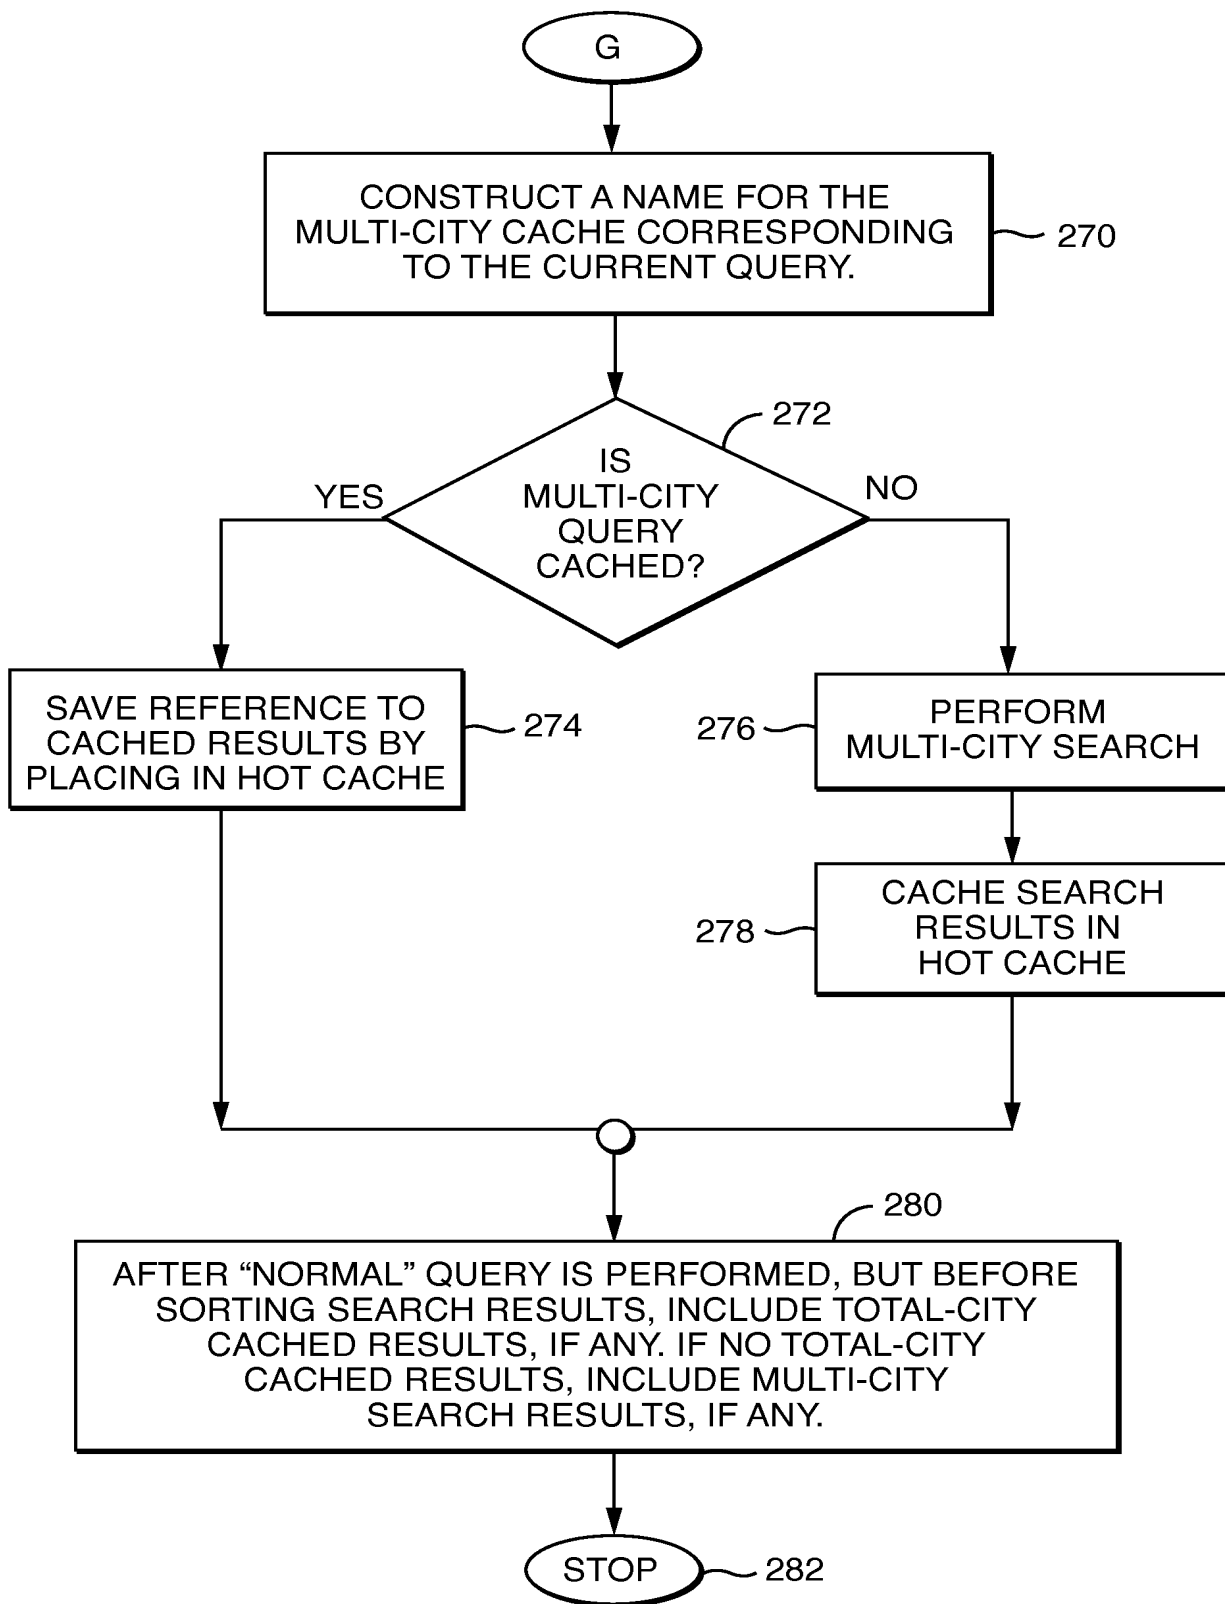 G
CONSTRUCT A NAME FOR THE
MULTI-CITY CACHE CORRESPONDING
TO THE CURRENT QUERY.
270
272
IS
MULTI-CITY
QUERY
CACHED?
YES
NO
SAVE REFERENCE TO
CACHED RESULTS BY
PLACING IN HOT CACHE
274
276
PERFORM
MULTI-CITY SEARCH
278
CACHE SEARCH
RESULTS IN
HOT CACHE
280
AFTER “NORMAL” QUERY IS PERFORMED, BUT BEFORE
SORTING SEARCH RESULTS, INCLUDE TOTAL-CITY
CACHED RESULTS, IF ANY. IF NO TOTAL-CITY
CACHED RESULTS, INCLUDE MULTI-CITY
SEARCH RESULTS, IF ANY.
STOP
282